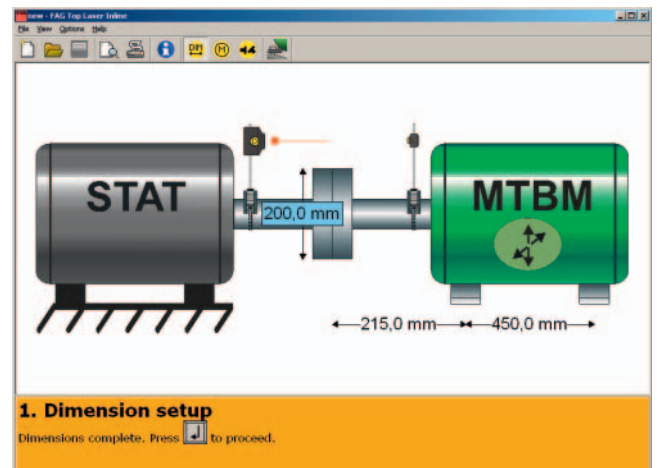 new - FAG Top Laser Inline
File View Options Help
DIM M
STAT
MTBM
200,0 mm
215,0 mm 450,0 mm
1. Dimension setup
Dimensions complete. Press to proceed.